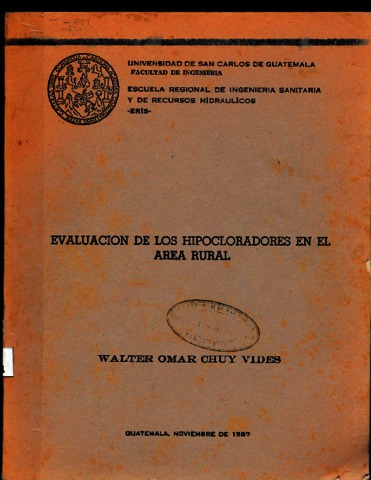 UNIVERSIDAD DE SAN CARLOS DE GUATEMALA
FACULTAD DE INGENIERIA
ESCUELA REGIONAL DE INGENIERIA SANITARIA
Y DE RECURSOS HIDRAULICOS
-ERIS-
EVALUACION DE LOS HIPOCLORADORES EN EL
AREA RURAL
WALTER OMAR CHUY VIDES
GUATEMALA, NOVIEMBRE DE 1987